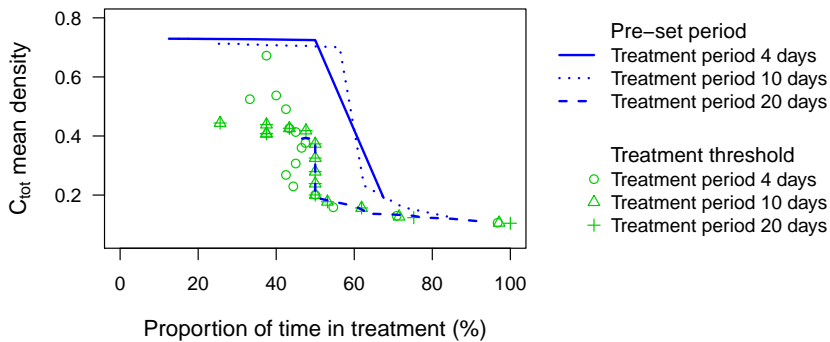 0.8
0.6
0.4
0.2
C_tot mean density
0 20 40 60 80 100
Proportion of time in treatment (%)
Pre−set period
Treatment period 4 days
Treatment period 10 days
Treatment period 20 days
Treatment threshold
Treatment period 4 days
Treatment period 10 days
Treatment period 20 days